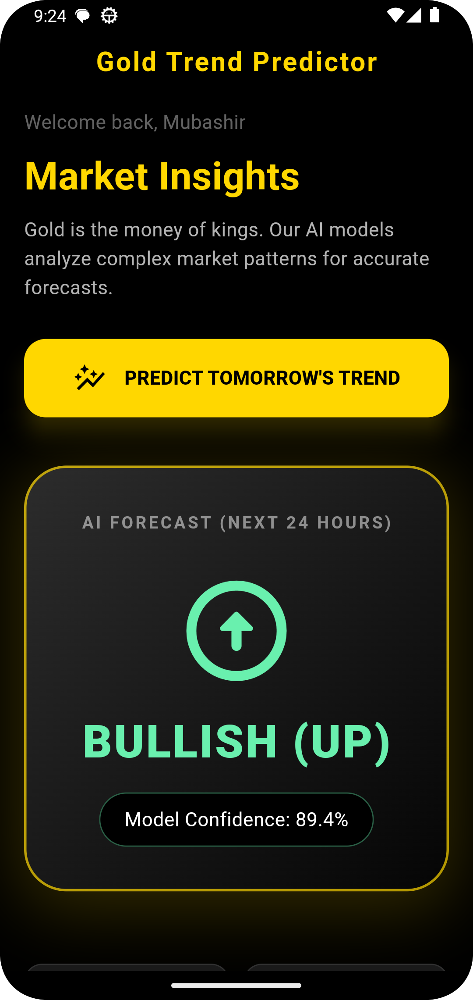 9:24
Gold Trend Predictor
Welcome back, Mubashir
Market Insights
Gold is the money of kings. Our AI models
analyze complex market patterns for accurate
forecasts.
PREDICT TOMORROW'S TREND
AI FORECAST (NEXT 24 HOURS)
BULLISH (UP)
Model Confidence: 89.4%